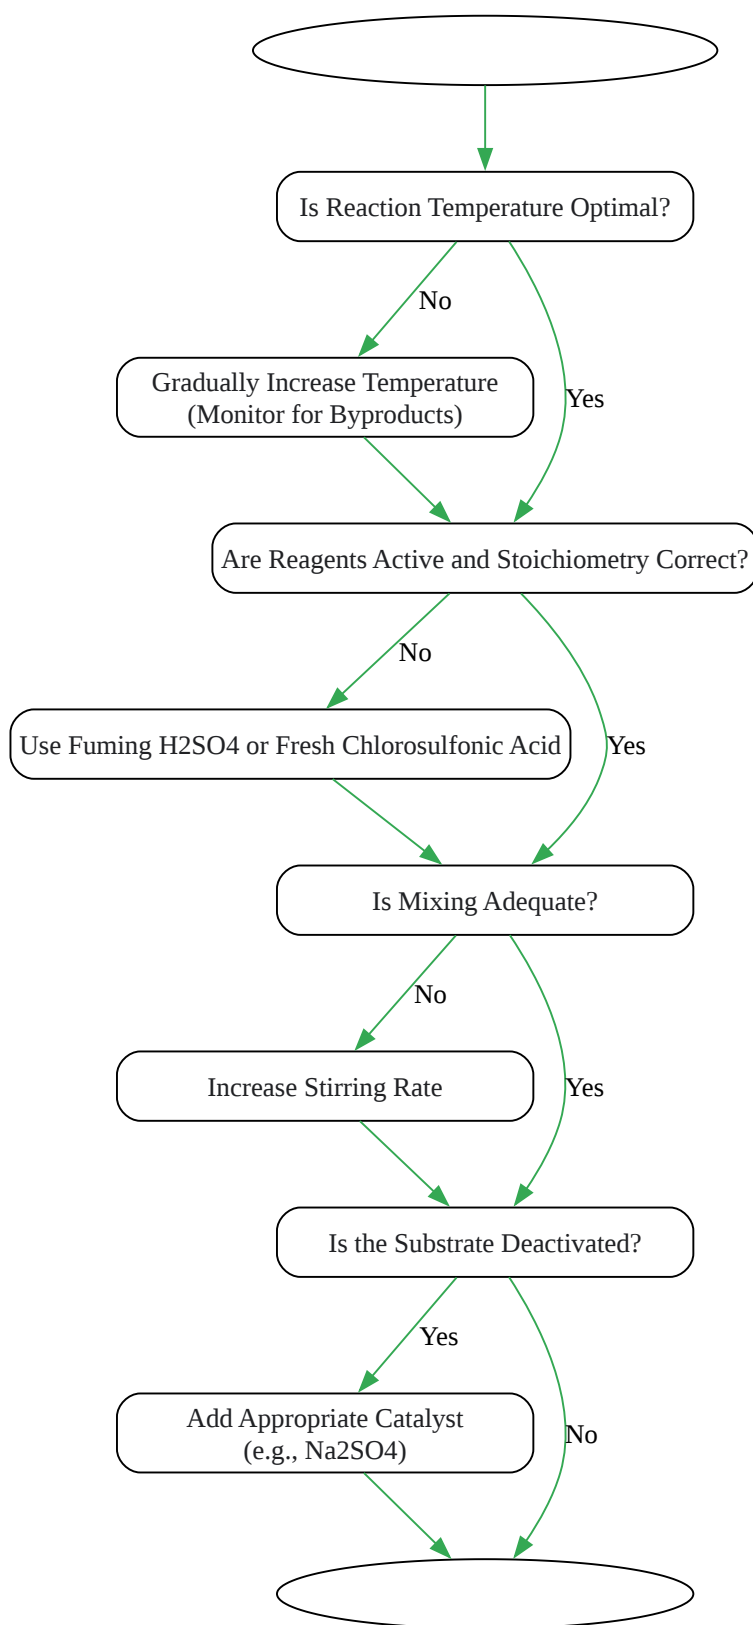 Is Reaction Temperature Optimal?
No
Gradually Increase Temperature
(Monitor for Byproducts)
Yes
Are Reagents Active and Stoichiometry Correct?
No
Use Fuming H2SO4 or Fresh Chlorosulfonic Acid
Yes
Is Mixing Adequate?
No
Increase Stirring Rate
Yes
Is the Substrate Deactivated?
Yes
Add Appropriate Catalyst
(e.g., Na2SO4)
No